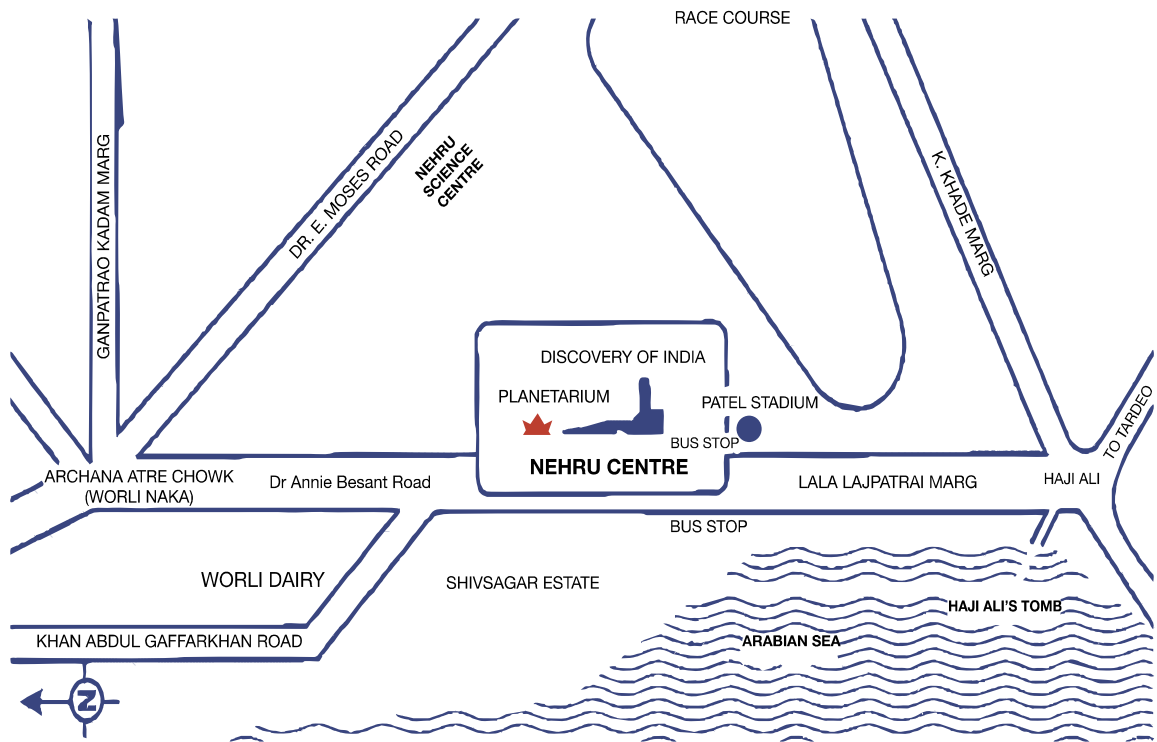 RACE COURSE
GANPATRAO KADAM MARG
DR. E. MOSES ROAD
NEHRU
SCIENCE
CENTRE
K. KHADE MARG
DISCOVERY OF INDIA
PLANETARIUM
PATEL STADIUM
BUS STOP
NEHRU CENTRE
TO TARDEO
ARCHANA ATRE CHOWK
(WORLI NAKA)
Dr Annie Besant Road
LALA LAJPATRAI MARG
HAJI ALI
BUS STOP
WORLI DAIRY
SHIVSAGAR ESTATE
HAJI ALI'S TOMB
ARABIAN SEA
KHAN ABDUL GAFFARKHAN ROAD
N